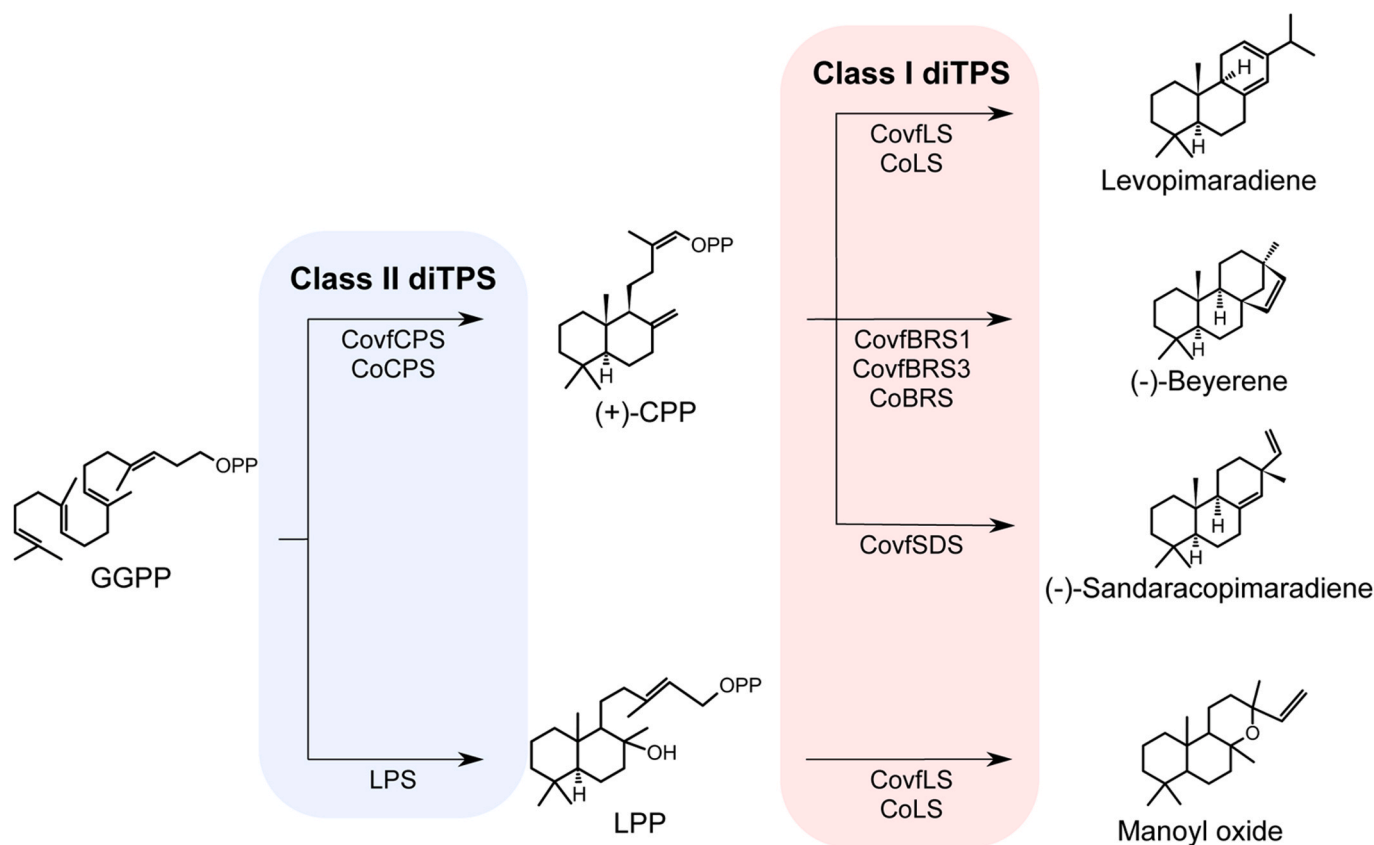 Class II diTPS
CovfCPS
CoCPS
LPS
OPP
GGPP
OPP
H
(+)-CPP
OPP
OH
H
LPP
Class I diTPS
CovfLS
CoLS
CovfBRS1
CovfBRS3
CoBRS
CovfSDS
CovfLS
CoLS
H
H
Levopimaradiene
H
H
(-)-Beyerene
H
H
(-)-Sandaracopimaradiene
O
Manoyl oxide